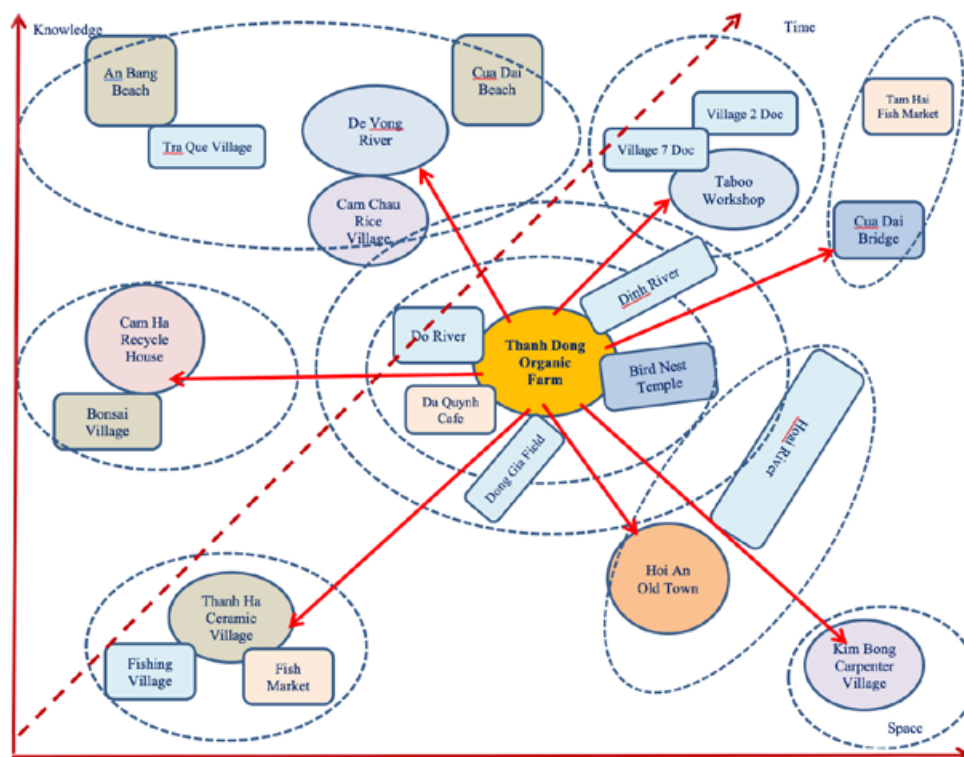 Knowledge
Time
An Bang
Beach
Cua Dai
Beach
De Vong
River
Tra Que Village
Village 2 Doc
Village 7 Doc
Tam Hai
Fish Market
Taboo
Workshop
Cam Chau
Rice
Village
Cua Dai
Bridge
Dinh River
Cam Ha
Recycle
House
Do River
Thanh Dong
Organic
Farm
Bird Nest
Temple
Bonsai
Village
Da Quynh
Cafe
Dong Gia Field
Hoai River
Hoi An
Old Town
Thanh Ha
Ceramic
Village
Fishing
Village
Fish
Market
Kim Bong
Carpenter
Village
Space